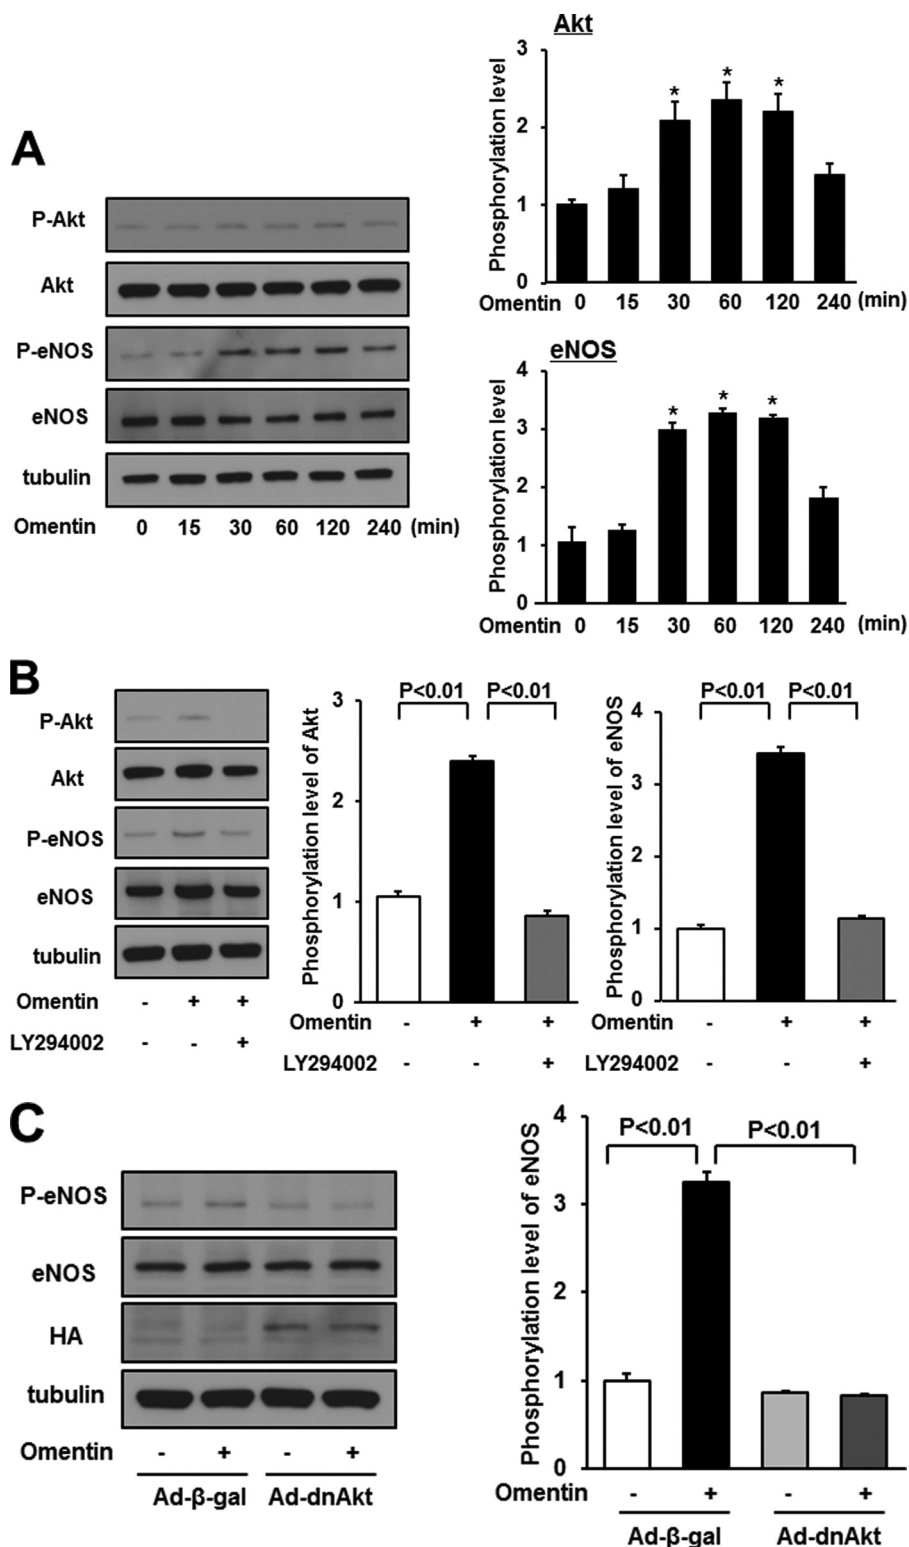 A
P-Akt
Akt
P-eNOS
eNOS
tubulin
Omentin 0 15 30 60 120 240 (min)
Akt
Phosphorylation level
3
2
1
0
* * *
Omentin 0 15 30 60 120 240 (min)
eNOS
Phosphorylation level
4
3
2
1
0
* * *
Omentin 0 15 30 60 120 240 (min)
B
P-Akt
Akt
P-eNOS
eNOS
tubulin
Omentin - + +
LY294002 - - +
Phosphorylation level of Akt
3
2
1
0
P<0.01 P<0.01
Omentin - + +
LY294002 - - +
Phosphorylation level of eNOS
4
3
2
1
0
P<0.01 P<0.01
Omentin - + +
LY294002 - - +
C
P-eNOS
eNOS
HA
tubulin
Omentin - + - +
Ad-β-gal Ad-dnAkt
Phosphorylation level of eNOS
4
3
2
1
0
P<0.01 P<0.01
Omentin - + - +
Ad-β-gal Ad-dnAkt